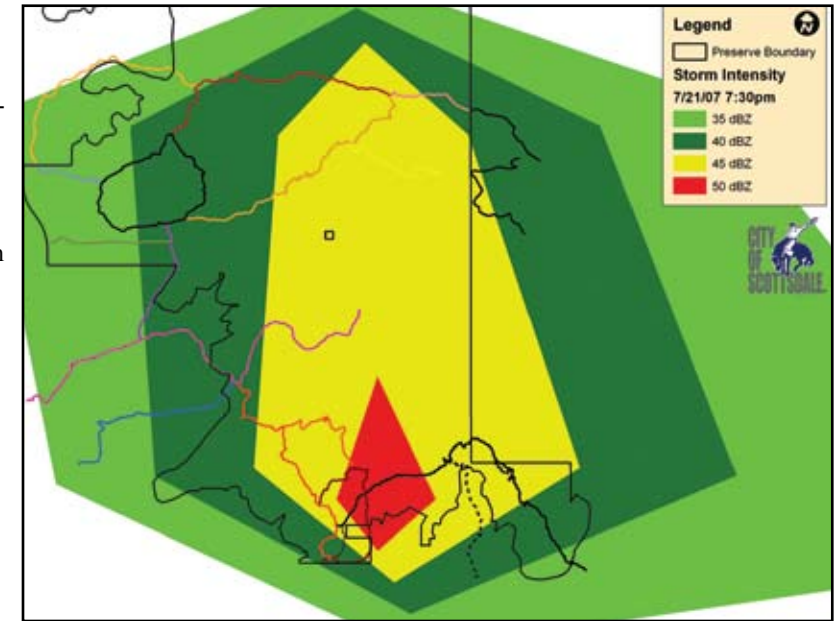 Legend
N
Preserve Boundary
Storm Intensity
7/21/07 7:30pm
35 dBZ
40 dBZ
45 dBZ
50 dBZ
CITY
OF
SCOTTSDALE.